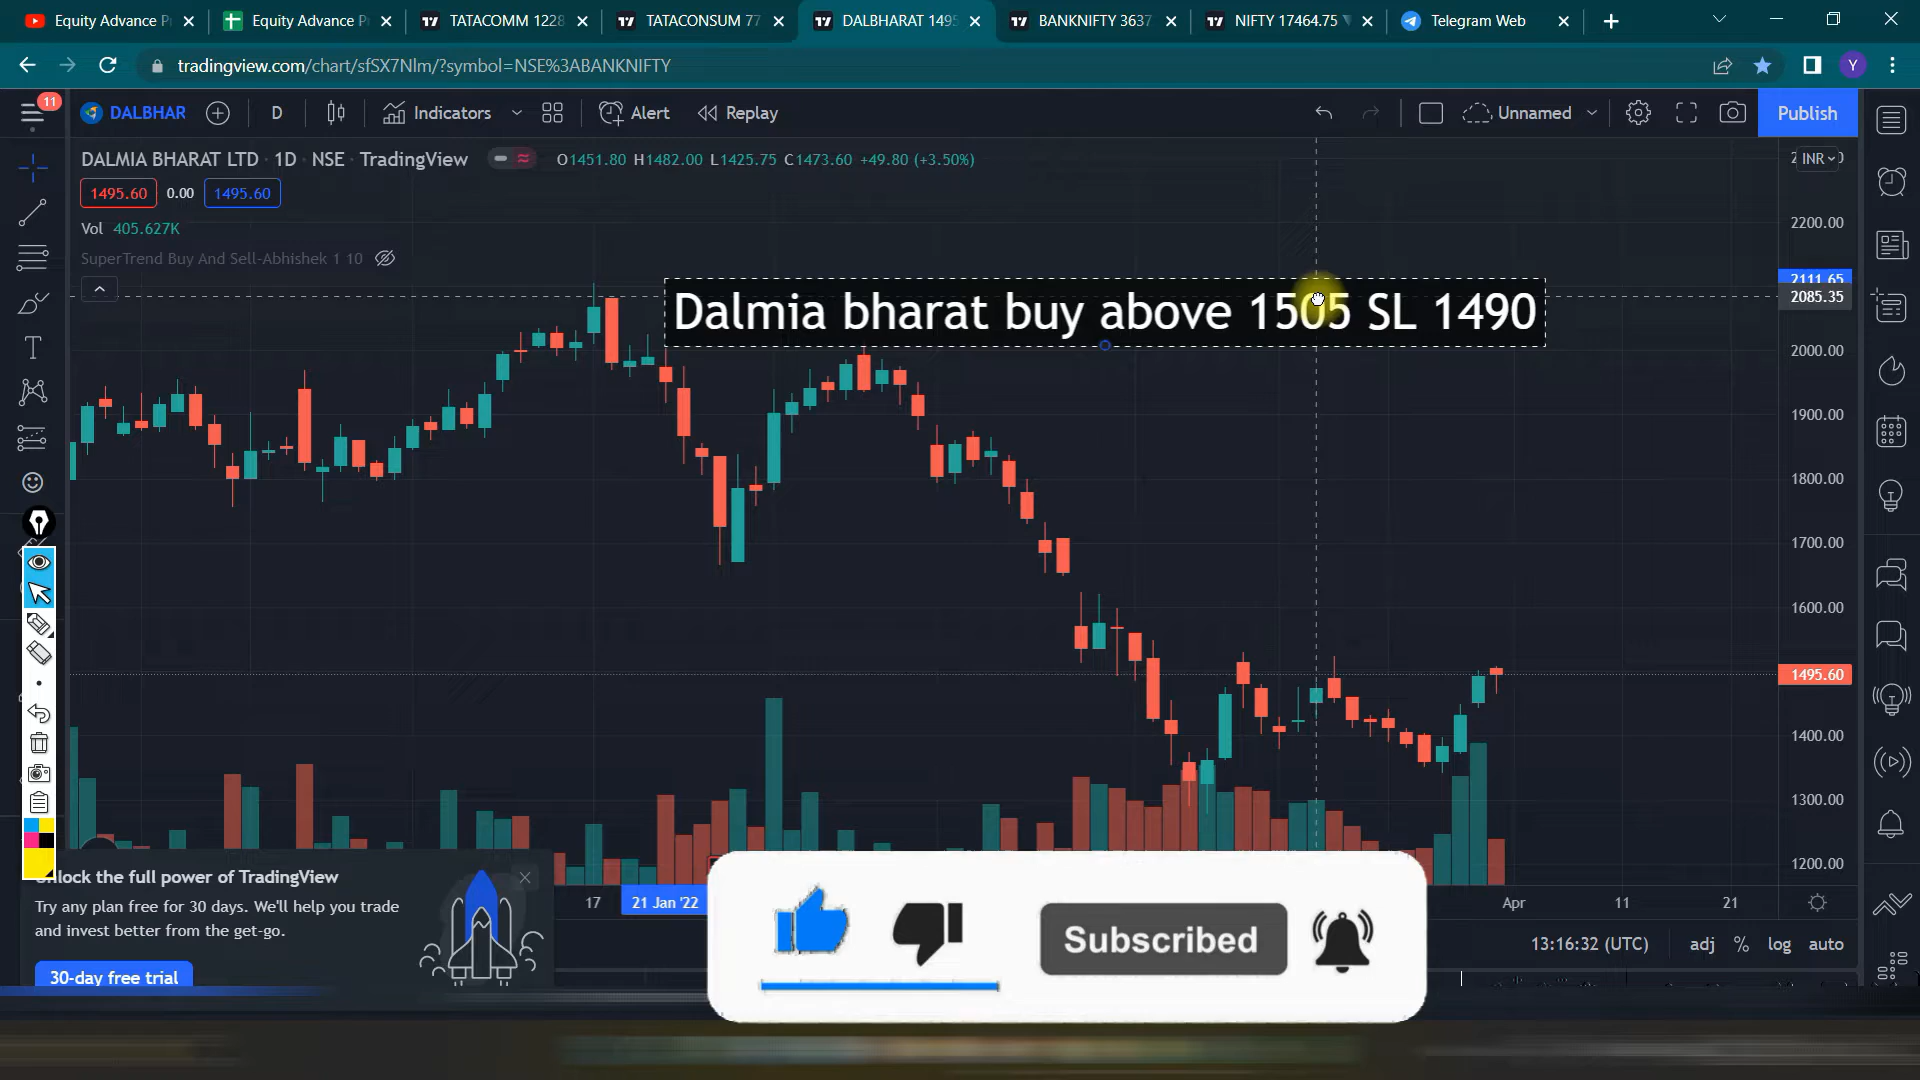 Equity Advance P
Equity Advance P
TATACOMM 1228
TATACONSUM 77
DALBHARAT 1495
BANKNIFTY 3637
NIFTY 17464.75
Telegram Web
tradingview.com/chart/sfSX7NIm/?symbol=NSE%3ABANKNIFTY
Y
11
DALBHAR
D
Indicators
Alert
Replay
Unnamed
Publish
DALMIA BHARAT LTD · 1D · NSE · TradingView
O1451.80 H1482.00 L1425.75 C1473.60 +49.80 (+3.50%)
INR
1495.60 0.00 1495.60
Vol 405.627K
SuperTrend Buy And Sell-Abhishek 1 10
Dalmia bharat buy above 1505 SL 1490
2200.00
2111.65
2085.35
2000.00
1900.00
1800.00
1700.00
1600.00
1495.60
1400.00
1300.00
1200.00
17
21 Jan '22
Apr
11
21
nlock the full power of TradingView
Try any plan free for 30 days. We'll help you trade
and invest better from the get-go.
30-day free trial
Subscribed
13:16:32 (UTC)
adj
%
log
auto